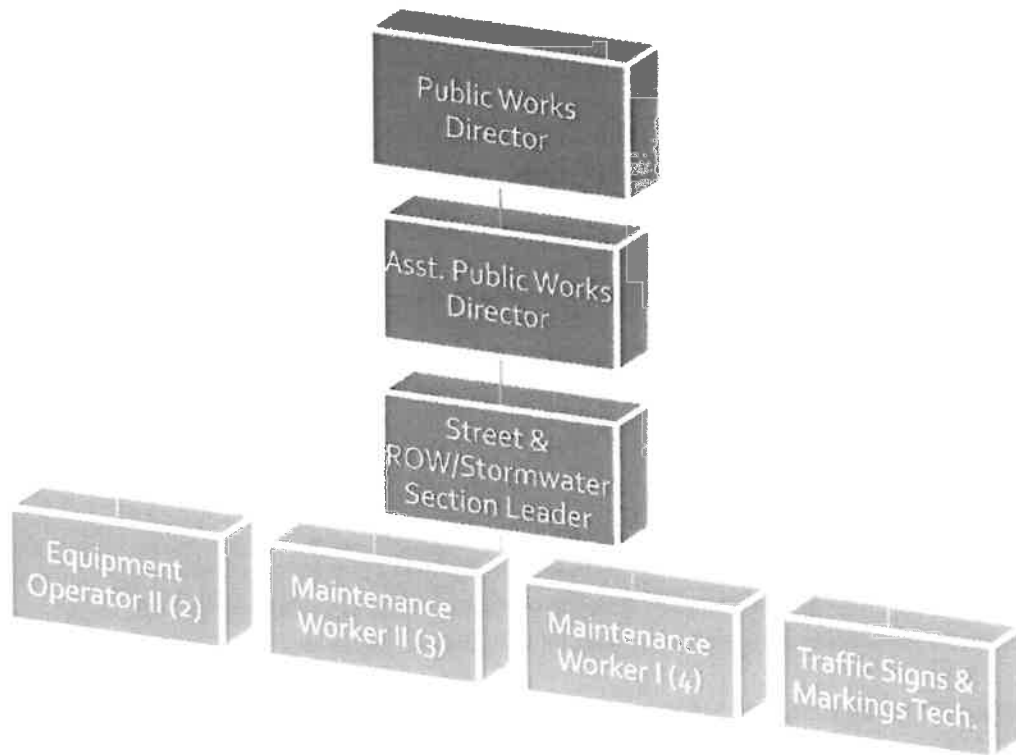 Public Works
Director
Asst. Public Works
Director
Street &
ROW/Stormwater
Section Leader
Equipment
Operator II (2)
Maintenance
Worker II (3)
Maintenance
Worker I (4)
Traffic Signs &
Markings Tech.